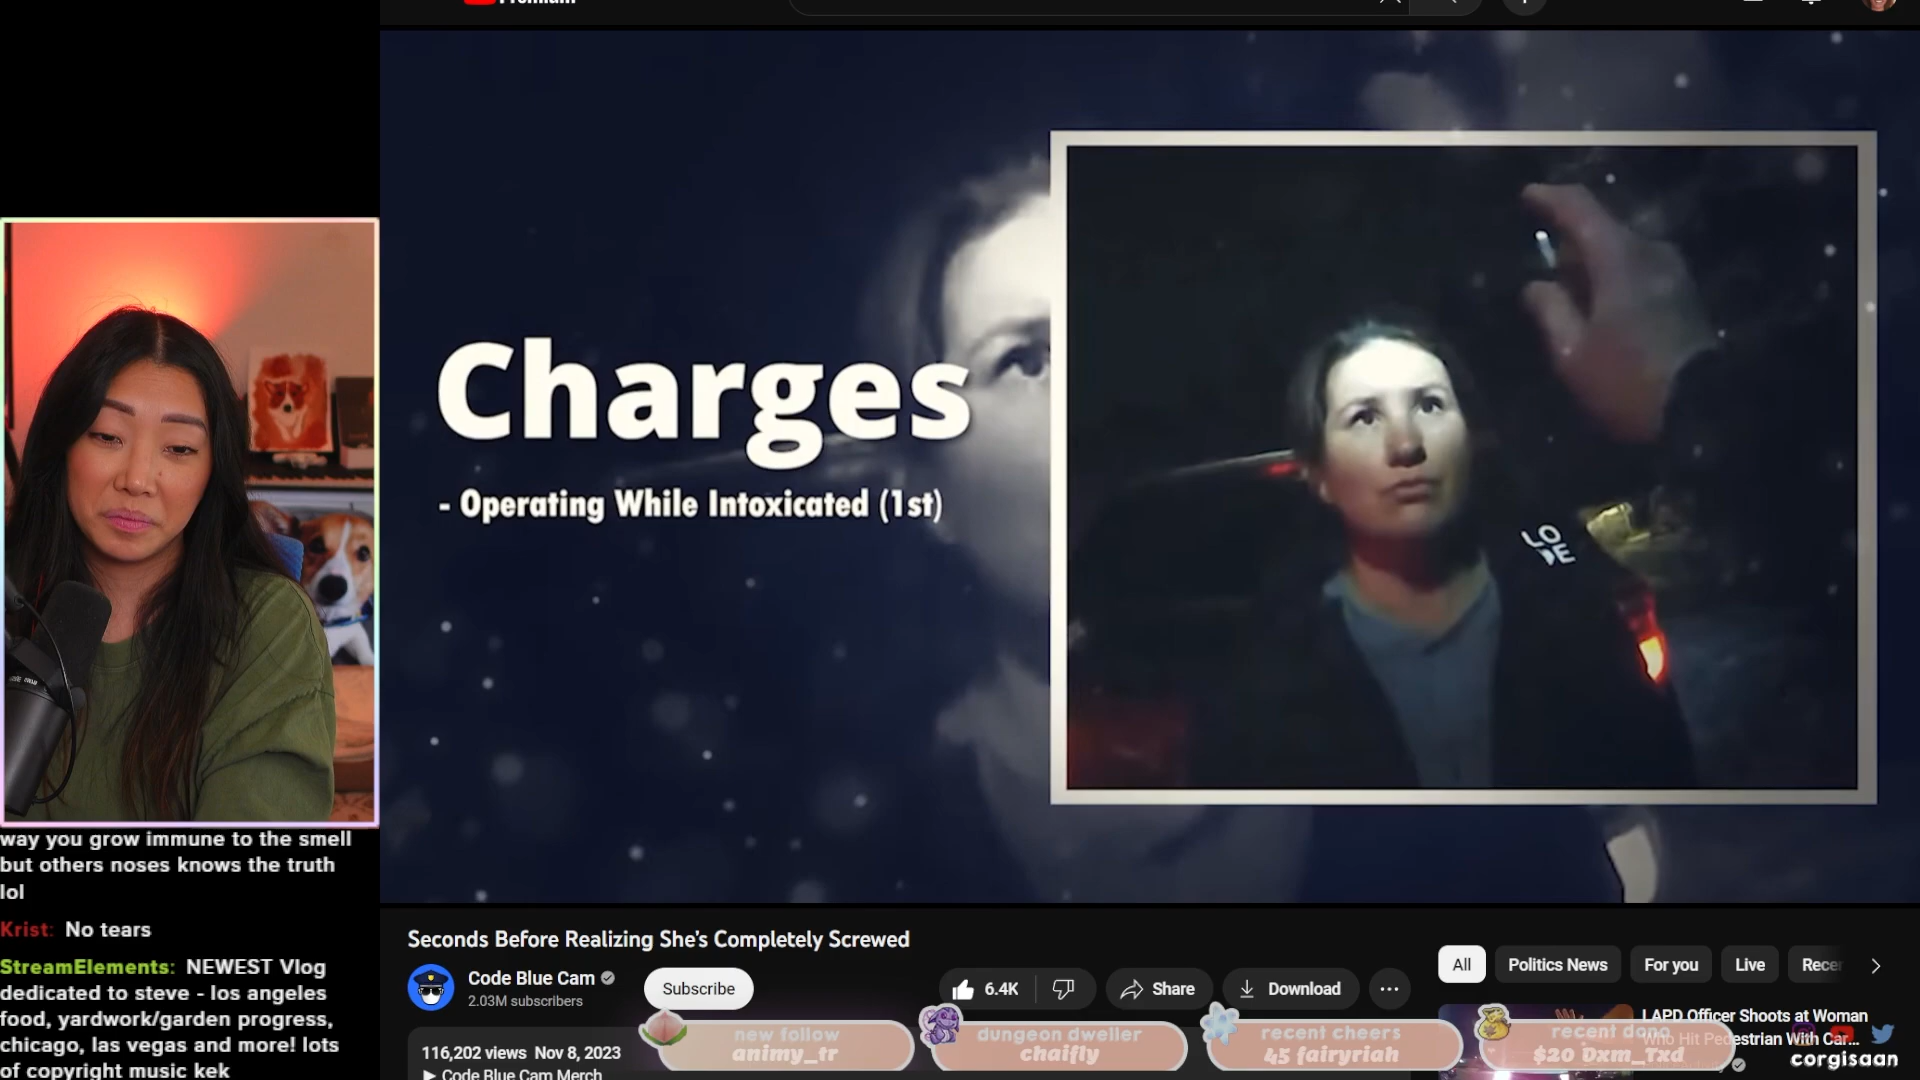 Premium
Charges
- Operating While Intoxicated (1st)
LO
way you grow immune to the smell
but others noses knows the truth
lol
Krist: No tears
StreamElements: NEWEST Vlog
dedicated to steve - los angeles
food, yardwork/garden progress,
chicago, las vegas and more! lots
of copyright music kek
Seconds Before Realizing She's Completely Screwed
Code Blue Cam
2.03M subscribers
Subscribe
6.4K
Share
Download
116,202 views Nov 8, 2023
▶ Code Blue Cam Merch
All
Politics News
For you
Live
Recer
LAPD Officer Shoots at Woman
Who Hit Pedestrian With Car...
new follow
animy_tr
dungeon dweller
chaifly
recent cheers
45 fairyriah
recent dono
$20 Dxm_Txd
corgisaan